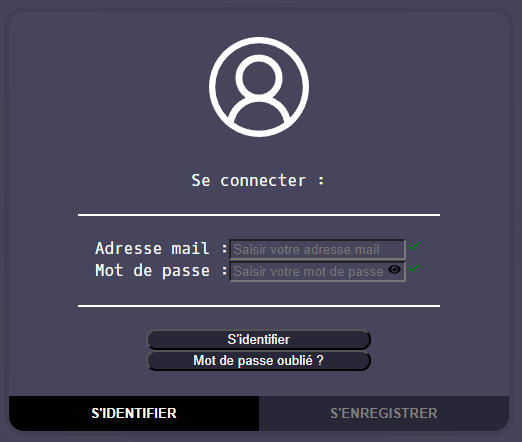 Se connecter :
Adresse mail : Saisir votre adresse mail
Mot de passe : Saisir votre mot de passe
S'identifier
Mot de passe oublié ?
S'IDENTIFIER S'ENREGISTRER